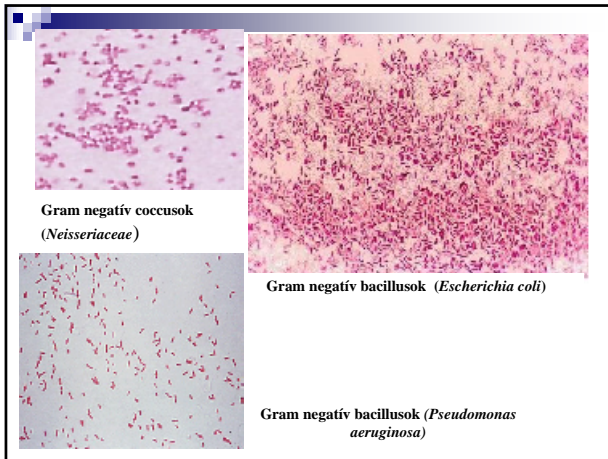 Gram negatív coccusok
(Neisseriaceae)
Gram negatív bacillusok (Escherichia coli)
Gram negatív bacillusok (Pseudomonas
aeruginosa)